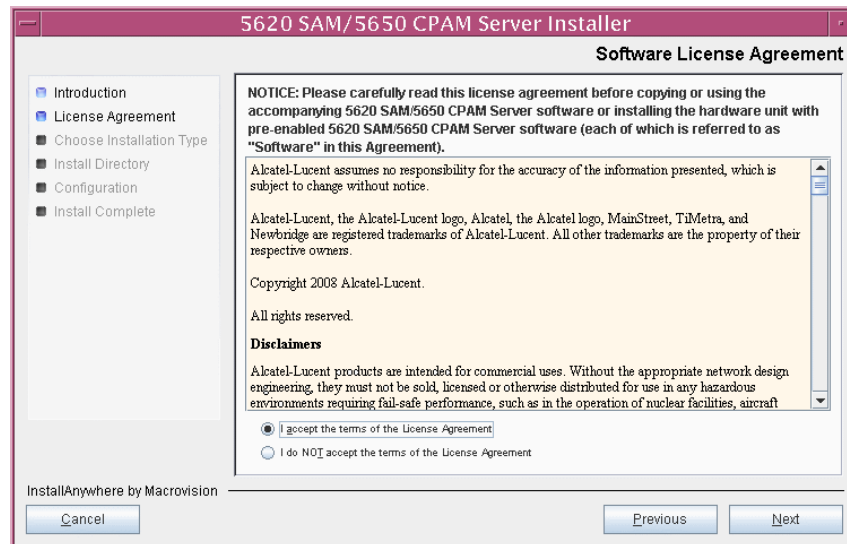 5620 SAM/5650 CPAM Server Installer
Software License Agreement
Introduction
License Agreement
Choose Installation Type
Install Directory
Configuration
Install Complete
NOTICE: Please carefully read this license agreement before copying or using the
accompanying 5620 SAM/5650 CPAM Server software or installing the hardware unit with
pre-enabled 5620 SAM/5650 CPAM Server software (each of which is referred to as
"Software" in this Agreement).
Alcatel-Lucent assumes no responsibility for the accuracy of the information presented, which is
subject to change without notice.
Alcatel-Lucent, the Alcatel-Lucent logo, Alcatel, the Alcatel logo, MainStreet, TiMetra, and
Newbridge are registered trademarks of Alcatel-Lucent. All other trademarks are the property of their
respective owners.
Copyright 2008 Alcatel-Lucent.
All rights reserved.
Disclaimers
Alcatel-Lucent products are intended for commercial uses. Without the appropriate network design
engineering, they must not be sold, licensed or otherwise distributed for use in any hazardous
environments requiring fail-safe performance, such as in the operation of nuclear facilities, aircraft
I accept the terms of the License Agreement
I do NOT accept the terms of the License Agreement
InstallAnywhere by Macrovision
Cancel
Previous
Next